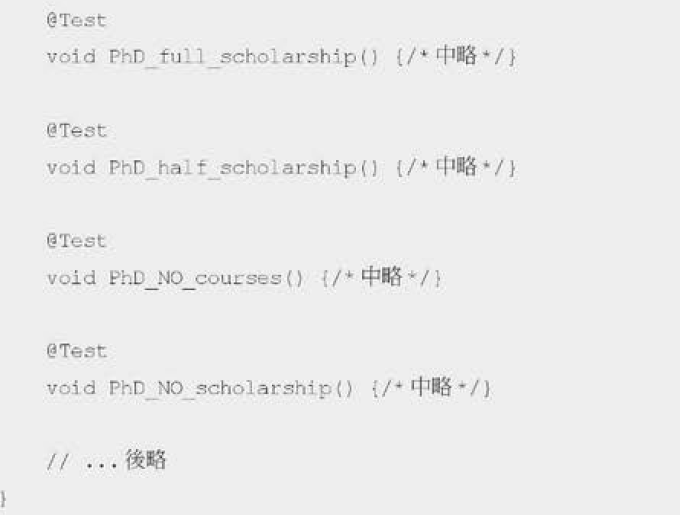 @Test
void PhD_full_scholarship() {/* 中略 */}
@Test
void PhD_half_scholarship() {/* 中略 */}
@Test
void PhD_NO_courses() {/* 中略 */}
@Test
void PhD_NO_scholarship() {/* 中略 */}
// ...後略
}